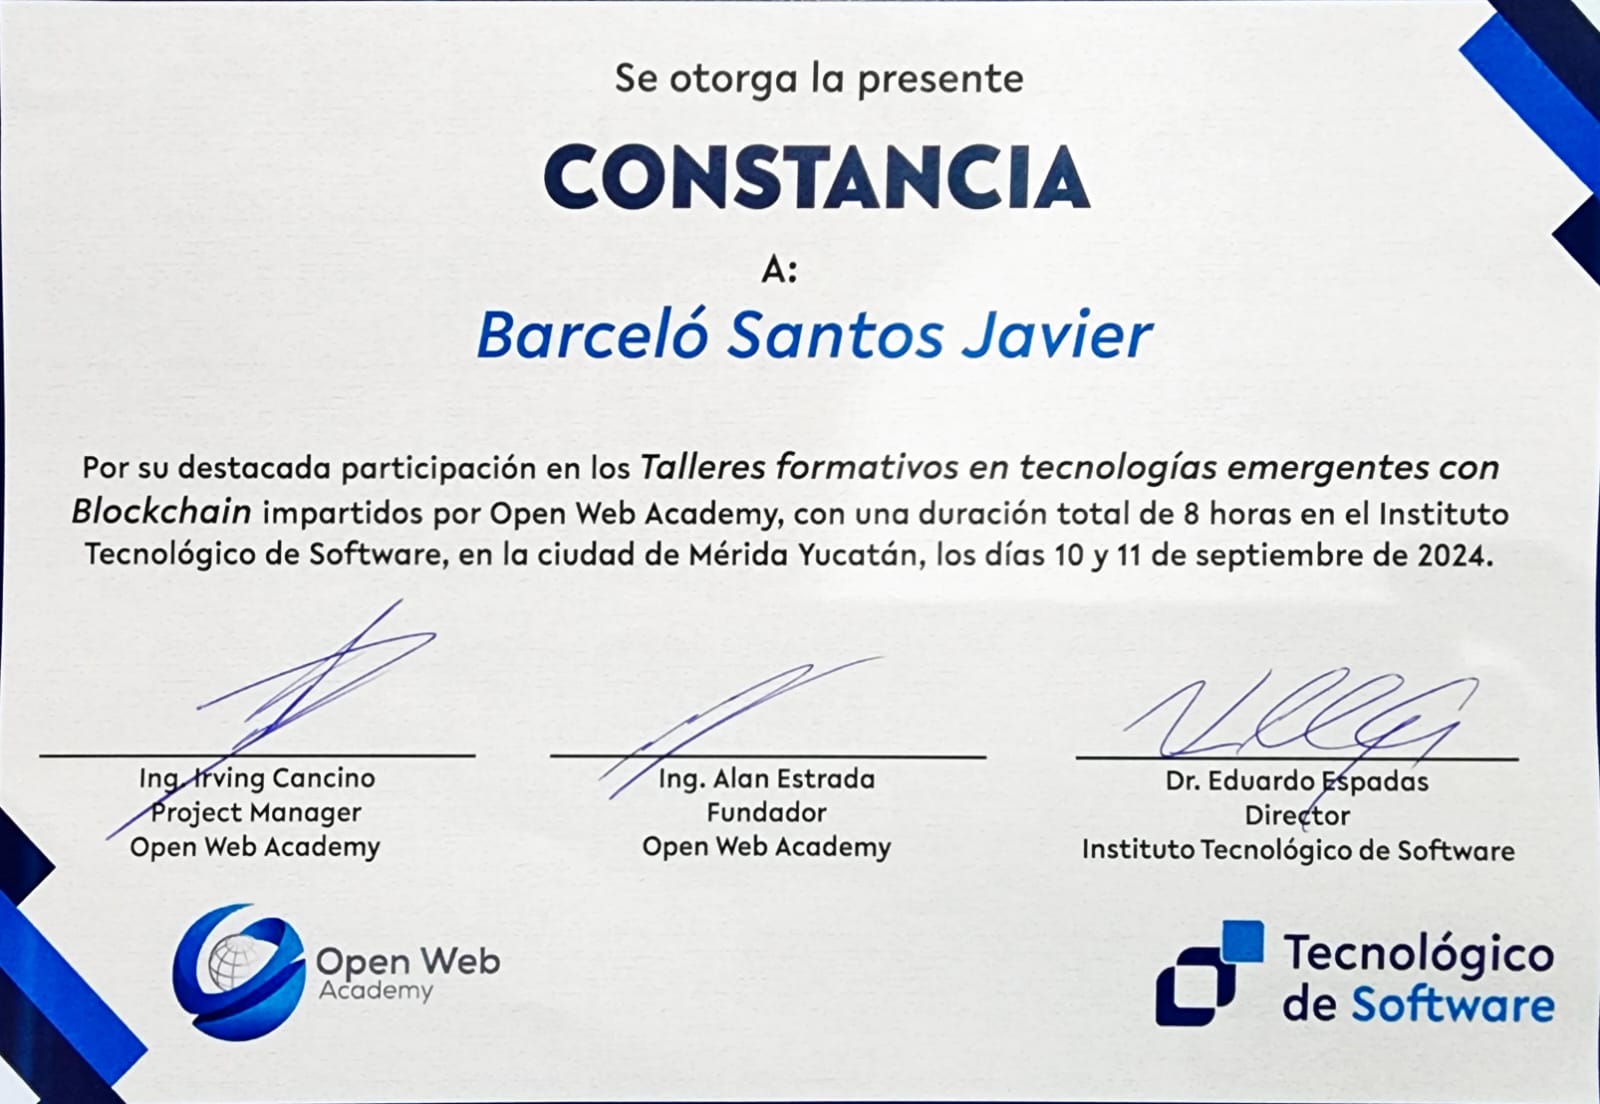 Se otorga la presente
CONSTANCIA
A:
Barceló Santos Javier
Por su destacada participación en los Talleres formativos en tecnologías emergentes con
Blockchain impartidos por Open Web Academy, con una duración total de 8 horas en el Instituto
Tecnológico de Software, en la ciudad de Mérida Yucatán, los días 10 y 11 de septiembre de 2024.
Ing. Irving Cancino
Project Manager
Open Web Academy
Ing. Alan Estrada
Fundador
Open Web Academy
Dr. Eduardo Espadas
Director
Instituto Tecnológico de Software
Open Web
Academy
Tecnológico
de Software